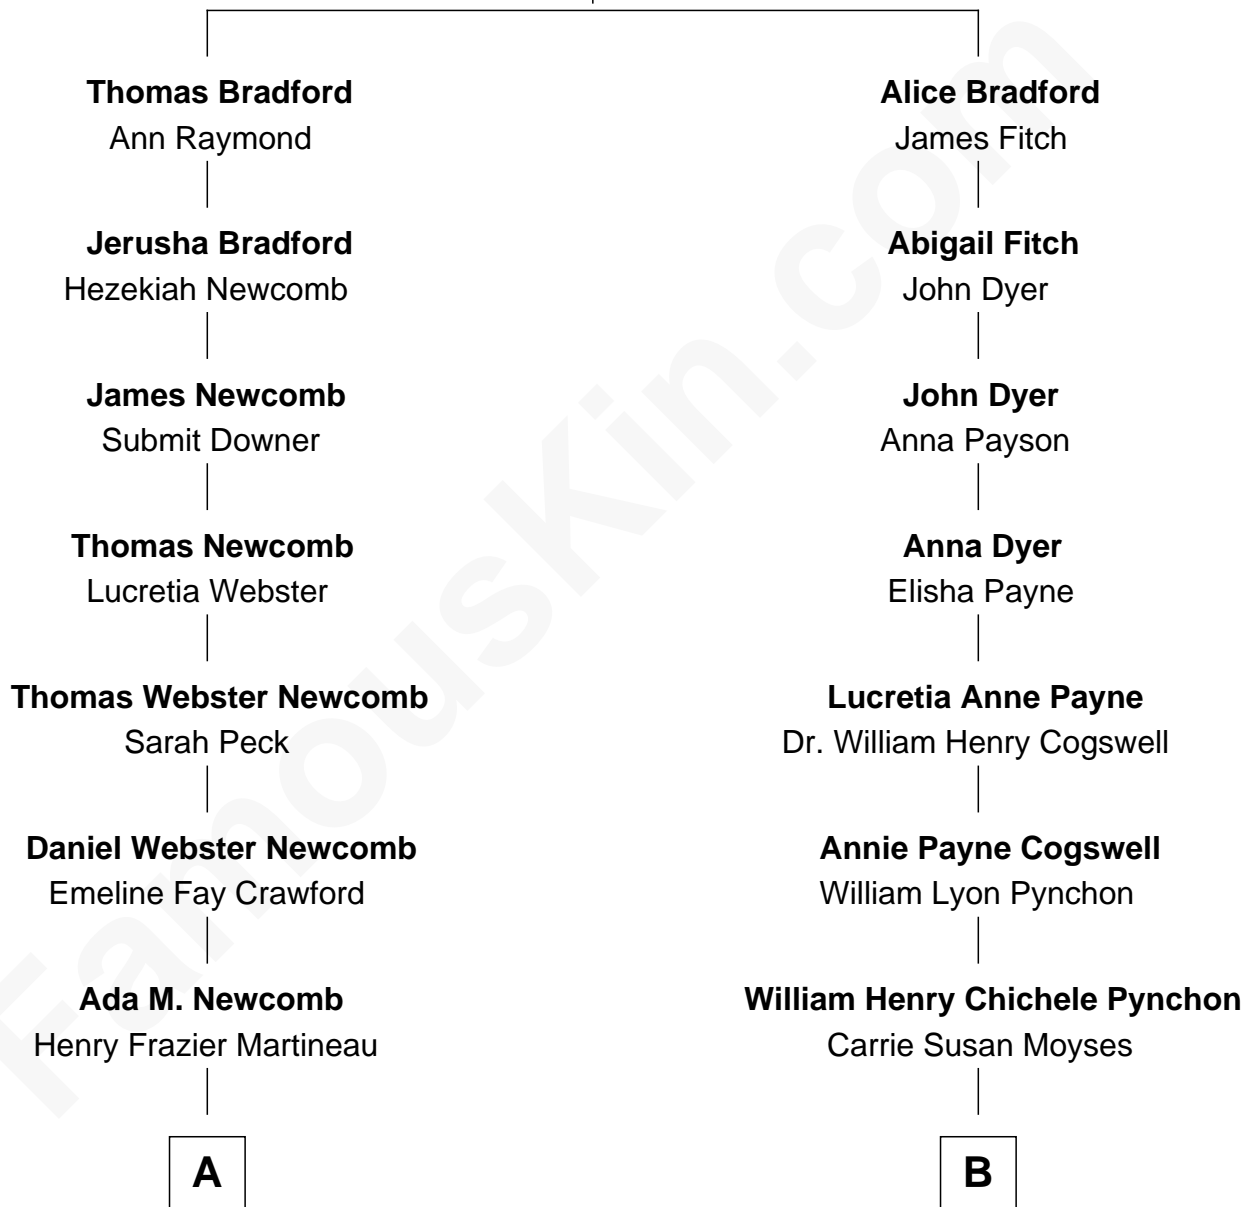 Thomas Bradford
Ann Raymond
Jerusha Bradford
Hezekiah Newcomb
James Newcomb
Submit Downer
Thomas Newcomb
Lucretia Webster
Thomas Webster Newcomb
Sarah Peck
Daniel Webster Newcomb
Emeline Fay Crawford
Ada M. Newcomb
Henry Frazier Martineau
A
Alice Bradford
James Fitch
Abigail Fitch
John Dyer
John Dyer
Anna Payson
Anna Dyer
Elisha Payne
Lucretia Anne Payne
Dr. William Henry Cogswell
Annie Payne Cogswell
William Lyon Pynchon
William Henry Chichele Pynchon
Carrie Susan Moyses
B
FamousKin.com